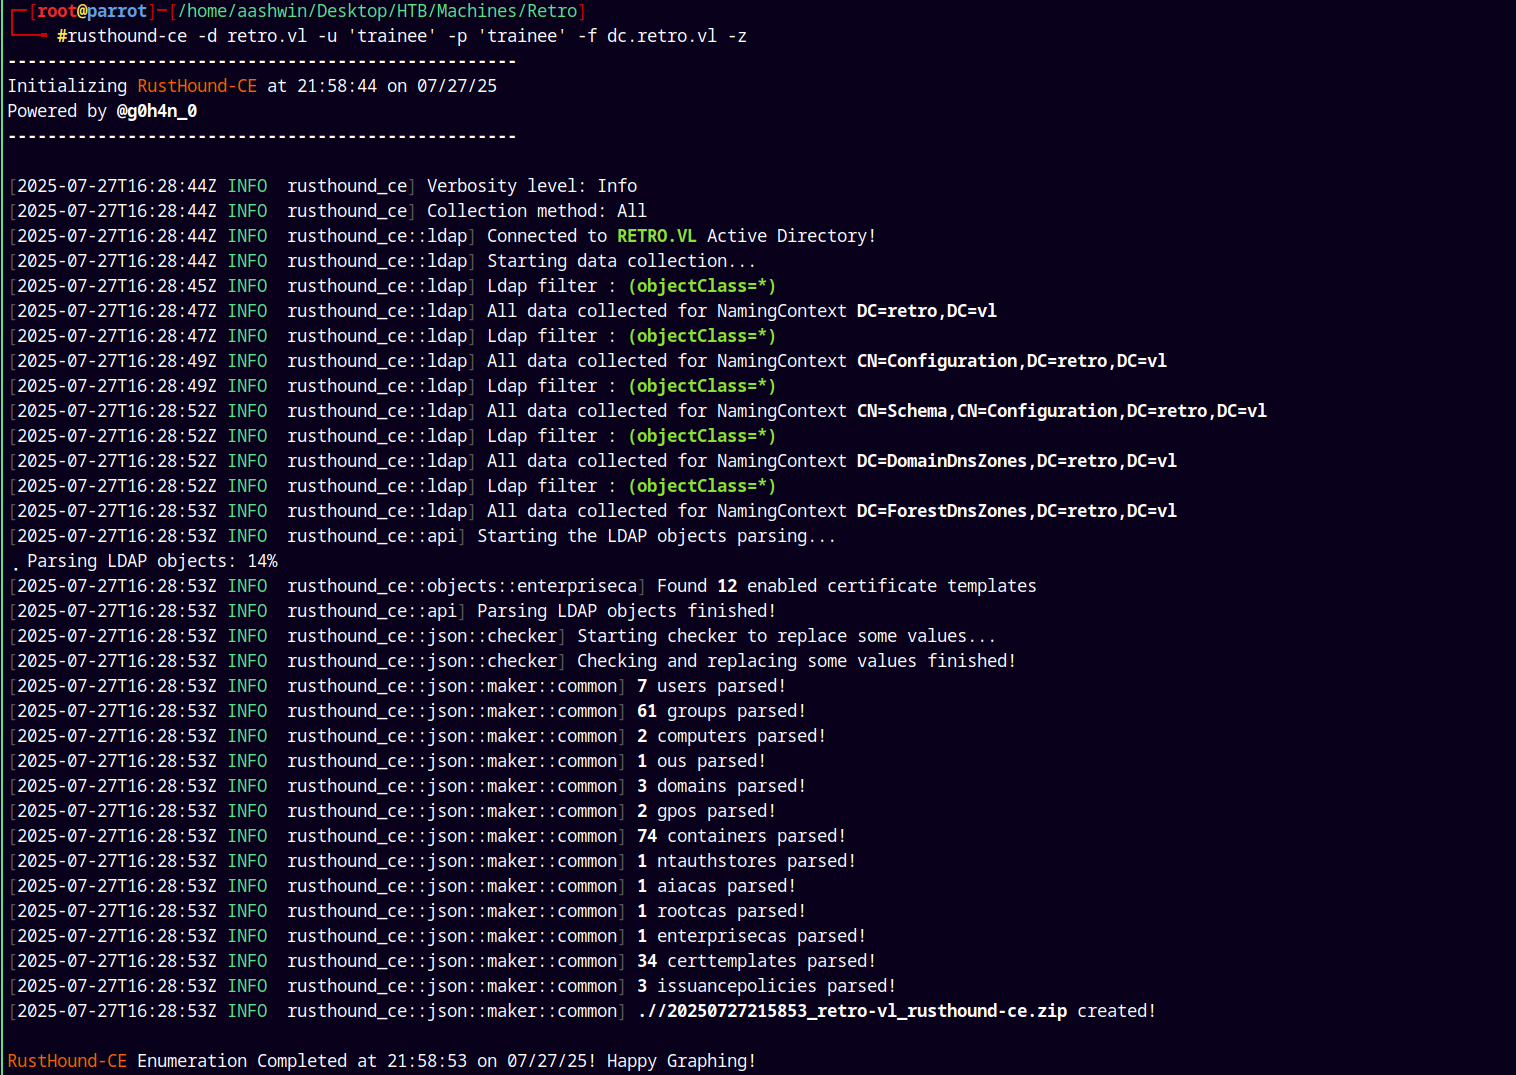 ┌─[root@parrot]─[/home/aashwin/Desktop/HTB/Machines/Retro]
└──╼ #rusthound-ce -d retro.vl -u 'trainee' -p 'trainee' -f dc.retro.vl -z
---------------------------------------------------
Initializing RustHound-CE at 21:58:44 on 07/27/25
Powered by @g0h4n_0
---------------------------------------------------
[2025-07-27T16:28:44Z INFO  rusthound_ce] Verbosity level: Info
[2025-07-27T16:28:44Z INFO  rusthound_ce] Collection method: All
[2025-07-27T16:28:44Z INFO  rusthound_ce::ldap] Connected to RETRO.VL Active Directory!
[2025-07-27T16:28:44Z INFO  rusthound_ce::ldap] Starting data collection...
[2025-07-27T16:28:45Z INFO  rusthound_ce::ldap] Ldap filter : (objectClass=*)
[2025-07-27T16:28:47Z INFO  rusthound_ce::ldap] All data collected for NamingContext DC=retro,DC=vl
[2025-07-27T16:28:47Z INFO  rusthound_ce::ldap] Ldap filter : (objectClass=*)
[2025-07-27T16:28:49Z INFO  rusthound_ce::ldap] All data collected for NamingContext CN=Configuration,DC=retro,DC=vl
[2025-07-27T16:28:49Z INFO  rusthound_ce::ldap] Ldap filter : (objectClass=*)
[2025-07-27T16:28:52Z INFO  rusthound_ce::ldap] All data collected for NamingContext CN=Schema,CN=Configuration,DC=retro,DC=vl
[2025-07-27T16:28:52Z INFO  rusthound_ce::ldap] Ldap filter : (objectClass=*)
[2025-07-27T16:28:52Z INFO  rusthound_ce::ldap] All data collected for NamingContext DC=DomainDnsZones,DC=retro,DC=vl
[2025-07-27T16:28:52Z INFO  rusthound_ce::ldap] Ldap filter : (objectClass=*)
[2025-07-27T16:28:53Z INFO  rusthound_ce::ldap] All data collected for NamingContext DC=ForestDnsZones,DC=retro,DC=vl
[2025-07-27T16:28:53Z INFO  rusthound_ce::api] Starting the LDAP objects parsing...
. Parsing LDAP objects: 14%
[2025-07-27T16:28:53Z INFO  rusthound_ce::objects::enterpriseca] Found 12 enabled certificate templates
[2025-07-27T16:28:53Z INFO  rusthound_ce::api] Parsing LDAP objects finished!
[2025-07-27T16:28:53Z INFO  rusthound_ce::json::checker] Starting checker to replace some values...
[2025-07-27T16:28:53Z INFO  rusthound_ce::json::checker] Checking and replacing some values finished!
[2025-07-27T16:28:53Z INFO  rusthound_ce::json::maker::common] 7 users parsed!
[2025-07-27T16:28:53Z INFO  rusthound_ce::json::maker::common] 61 groups parsed!
[2025-07-27T16:28:53Z INFO  rusthound_ce::json::maker::common] 2 computers parsed!
[2025-07-27T16:28:53Z INFO  rusthound_ce::json::maker::common] 1 ous parsed!
[2025-07-27T16:28:53Z INFO  rusthound_ce::json::maker::common] 3 domains parsed!
[2025-07-27T16:28:53Z INFO  rusthound_ce::json::maker::common] 2 gpos parsed!
[2025-07-27T16:28:53Z INFO  rusthound_ce::json::maker::common] 74 containers parsed!
[2025-07-27T16:28:53Z INFO  rusthound_ce::json::maker::common] 1 ntauthstores parsed!
[2025-07-27T16:28:53Z INFO  rusthound_ce::json::maker::common] 1 aiacas parsed!
[2025-07-27T16:28:53Z INFO  rusthound_ce::json::maker::common] 1 rootcas parsed!
[2025-07-27T16:28:53Z INFO  rusthound_ce::json::maker::common] 1 enterprisecas parsed!
[2025-07-27T16:28:53Z INFO  rusthound_ce::json::maker::common] 34 certtemplates parsed!
[2025-07-27T16:28:53Z INFO  rusthound_ce::json::maker::common] 3 issuancepolicies parsed!
[2025-07-27T16:28:53Z INFO  rusthound_ce::json::maker::common] .//20250727215853_retro-vl_rusthound-ce.zip created!
RustHound-CE Enumeration Completed at 21:58:53 on 07/27/25! Happy Graphing!